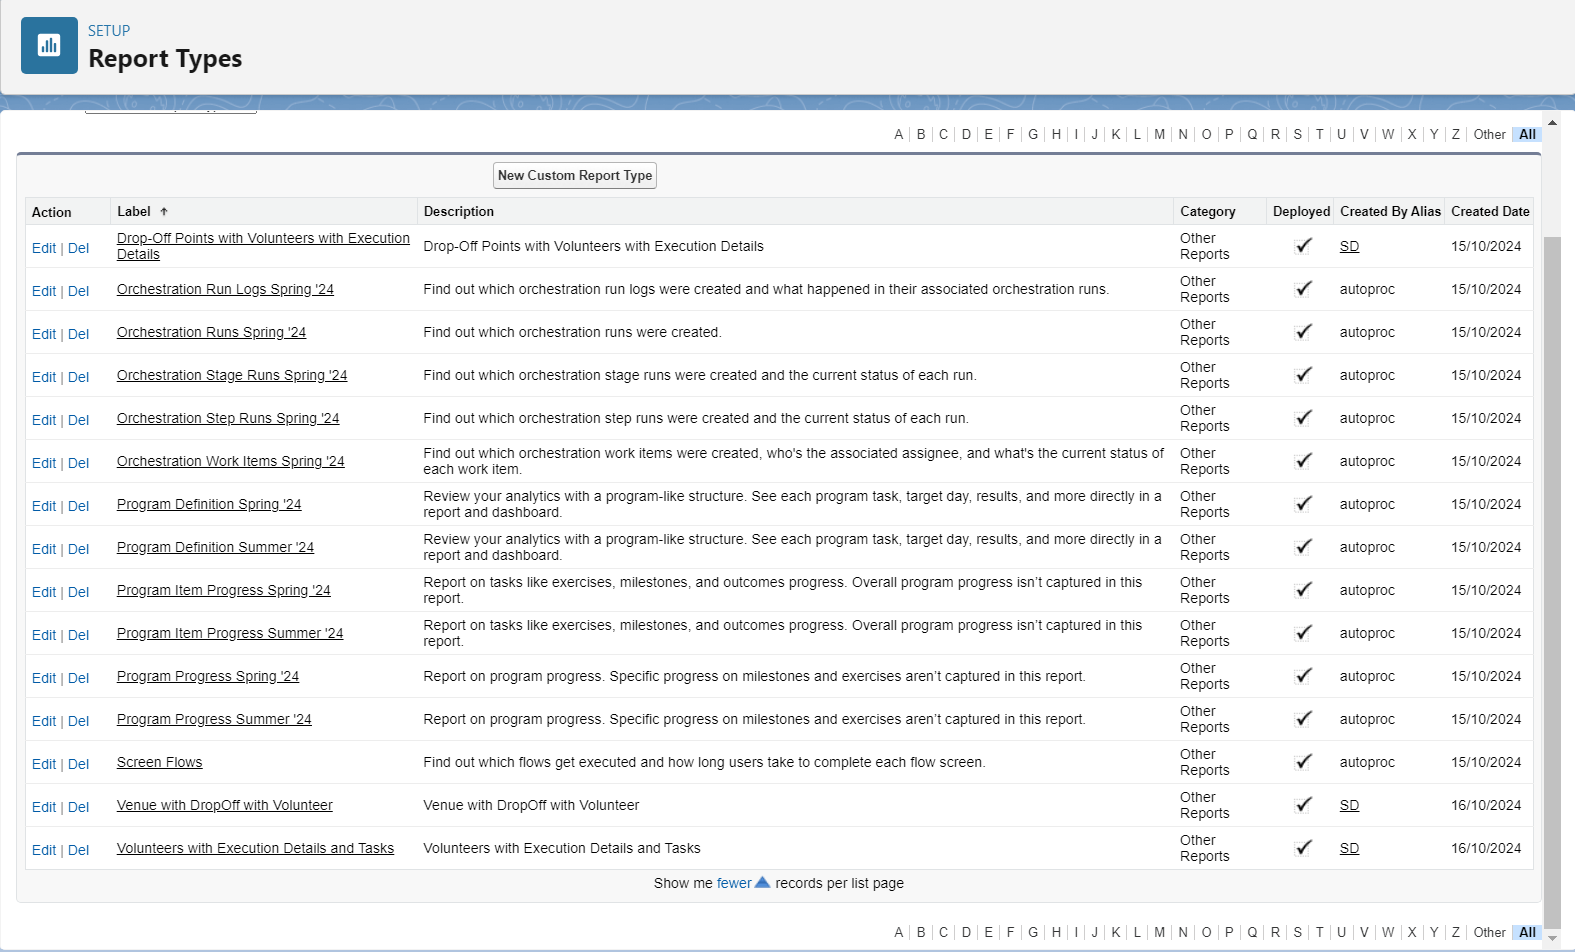 SETUP
Report Types
A | B | C | D | E | F | G | H | I | J | K | L | M | N | O | P | Q | R | S | T | U | V | W | X | Y | Z | Other | All
New Custom Report Type
Action Label ↑ Description Category Deployed Created By Alias Created Date
Edit | Del Drop-Off Points with Volunteers with Execution Details Drop-Off Points with Volunteers with Execution Details Other Reports ✓ SD 15/10/2024
Edit | Del Orchestration Run Logs Spring '24 Find out which orchestration run logs were created and what happened in their associated orchestration runs. Other Reports ✓ autoproc 15/10/2024
Edit | Del Orchestration Runs Spring '24 Find out which orchestration runs were created. Other Reports ✓ autoproc 15/10/2024
Edit | Del Orchestration Stage Runs Spring '24 Find out which orchestration stage runs were created and the current status of each run. Other Reports ✓ autoproc 15/10/2024
Edit | Del Orchestration Step Runs Spring '24 Find out which orchestration step runs were created and the current status of each run. Other Reports ✓ autoproc 15/10/2024
Edit | Del Orchestration Work Items Spring '24 Find out which orchestration work items were created, who's the associated assignee, and what's the current status of each work item. Other Reports ✓ autoproc 15/10/2024
Edit | Del Program Definition Spring '24 Review your analytics with a program-like structure. See each program task, target day, results, and more directly in a report and dashboard. Other Reports ✓ autoproc 15/10/2024
Edit | Del Program Definition Summer '24 Review your analytics with a program-like structure. See each program task, target day, results, and more directly in a report and dashboard. Other Reports ✓ autoproc 15/10/2024
Edit | Del Program Item Progress Spring '24 Report on tasks like exercises, milestones, and outcomes progress. Overall program progress isn’t captured in this report. Other Reports ✓ autoproc 15/10/2024
Edit | Del Program Item Progress Summer '24 Report on tasks like exercises, milestones, and outcomes progress. Overall program progress isn’t captured in this report. Other Reports ✓ autoproc 15/10/2024
Edit | Del Program Progress Spring '24 Report on program progress. Specific progress on milestones and exercises aren’t captured in this report. Other Reports ✓ autoproc 15/10/2024
Edit | Del Program Progress Summer '24 Report on program progress. Specific progress on milestones and exercises aren’t captured in this report. Other Reports ✓ autoproc 15/10/2024
Edit | Del Screen Flows Find out which flows get executed and how long users take to complete each flow screen. Other Reports ✓ autoproc 15/10/2024
Edit | Del Venue with DropOff with Volunteer Venue with DropOff with Volunteer Other Reports ✓ SD 16/10/2024
Edit | Del Volunteers with Execution Details and Tasks Volunteers with Execution Details and Tasks Other Reports ✓ SD 16/10/2024
Show me fewer ▲ records per list page
A | B | C | D | E | F | G | H | I | J | K | L | M | N | O | P | Q | R | S | T | U | V | W | X | Y | Z | Other | All